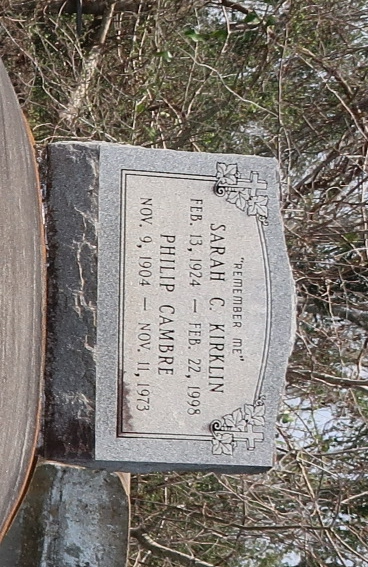 "REMEMBER ME"
SARAH C. KIRKLIN
FEB. 13, 1924 — FEB. 22, 1998
PHILIP CAMBRE
NOV. 9, 1904 — NOV. 11, 1973